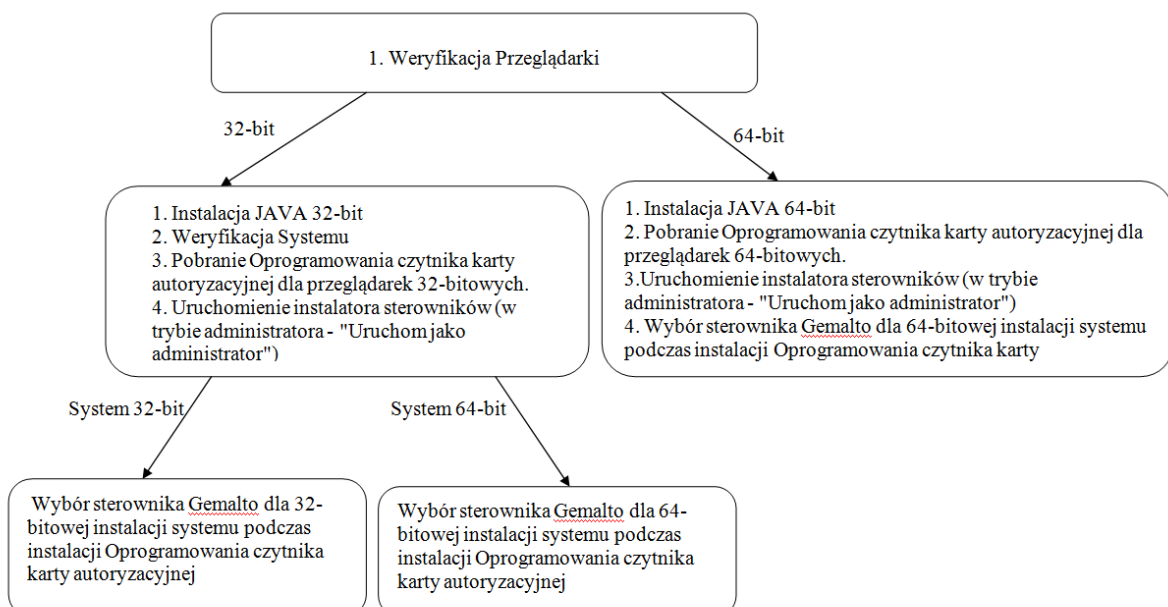 1. Weryfikacja Przeglądarki
32-bit
64-bit
1. Instalacja JAVA 32-bit
2. Weryfikacja Systemu
3. Pobranie Oprogramowania czytnika karty
autoryzacyjnej dla przeglądarek 32-bitowych.
4. Uruchomienie instalatora sterowników (w
trybie administratora - "Uruchom jako
administrator")
1. Instalacja JAVA 64-bit
2. Pobranie Oprogramowania czytnika karty autoryzacyjnej dla
przeglądarek 64-bitowych.
3.Uruchomienie instalatora sterowników (w trybie
administratora - "Uruchom jako administrator")
4. Wybór sterownika Gemalto dla 64-bitowej instalacji systemu
podczas instalacji Oprogramowania czytnika karty
System 32-bit
System 64-bit
Wybór sterownika Gemalto dla 32-
bitowej instalacji systemu podczas
instalacji Oprogramowania czytnika
karty autoryzacyjnej
Wybór sterownika Gemalto dla 64-
bitowej instalacji systemu podczas
instalacji Oprogramowania czytnika
karty autoryzacyjnej